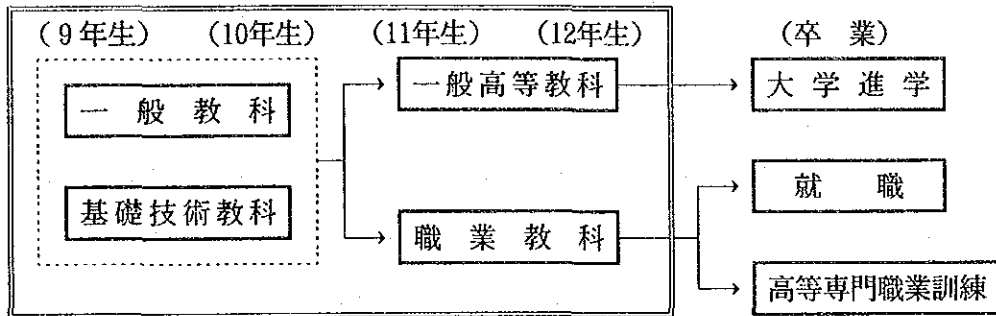 (9年生) (10年生) (11年生) (12年生) (卒 業)
一 般 教 科 一般高等教科 大 学 進 学
就 職
基礎技術教科 職 業 教 科
高等専門職業訓練